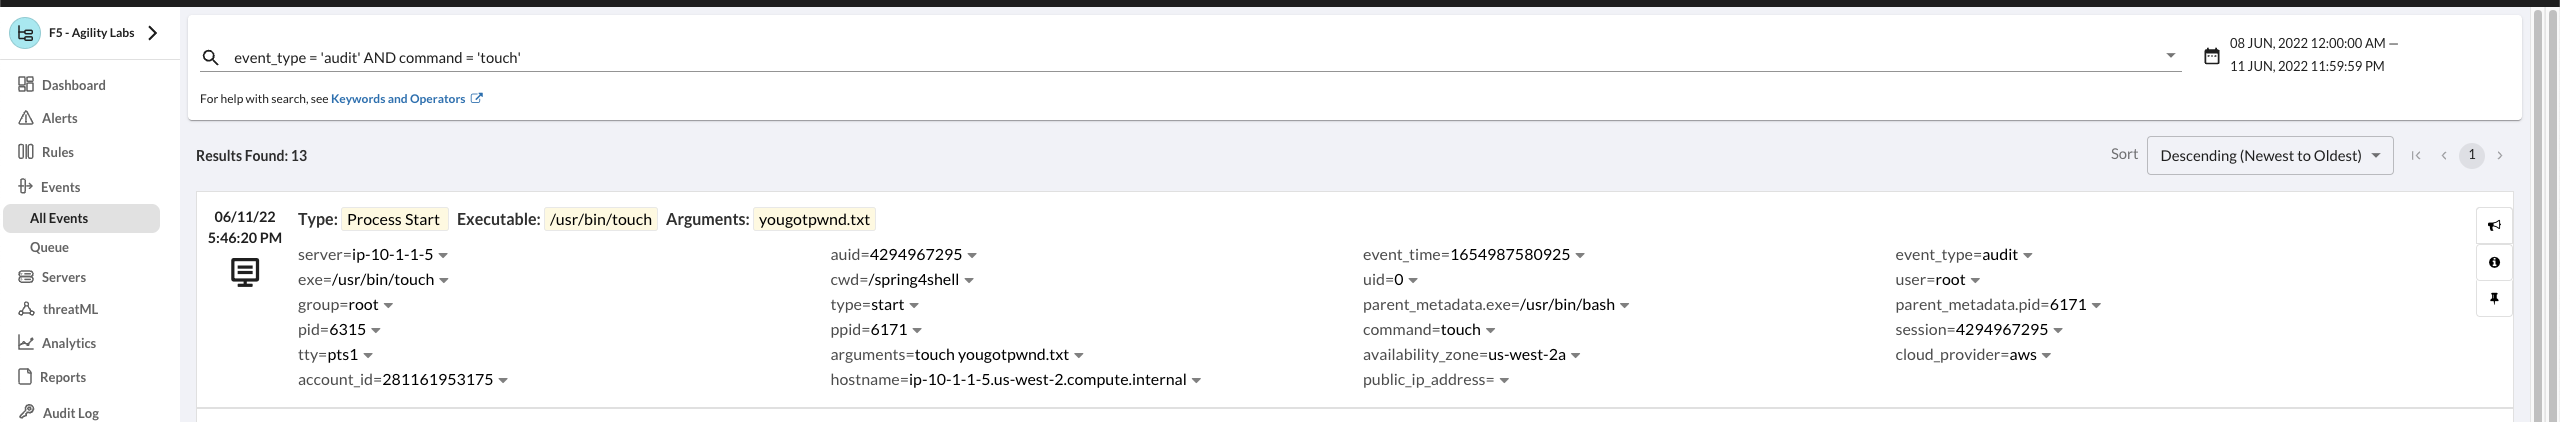 F5 - Agility Labs
Dashboard
Alerts
Rules
Events
All Events
Queue
Servers
threatML
Analytics
Reports
Audit Log
event_type = 'audit' AND command = 'touch'
08 JUN, 2022 12:00:00 AM —
11 JUN, 2022 11:59:59 PM
For help with search, see Keywords and Operators
Results Found: 13
Sort Descending (Newest to Oldest) 1
06/11/22
5:46:20 PM
Type: Process Start Executable: /usr/bin/touch Arguments: yougotpwnd.txt
server=ip-10-1-1-5 auid=4294967295 event_time=1654987580925 event_type=audit
exe=/usr/bin/touch cwd=/spring4shell uid=0 user=root
group=root type=start parent_metadata.exe=/usr/bin/bash parent_metadata.pid=6171
pid=6315 ppid=6171 command=touch session=4294967295
tty=pts1 arguments=touch yougotpwnd.txt availability_zone=us-west-2a cloud_provider=aws
account_id=281161953175 hostname=ip-10-1-1-5.us-west-2.compute.internal public_ip_address=